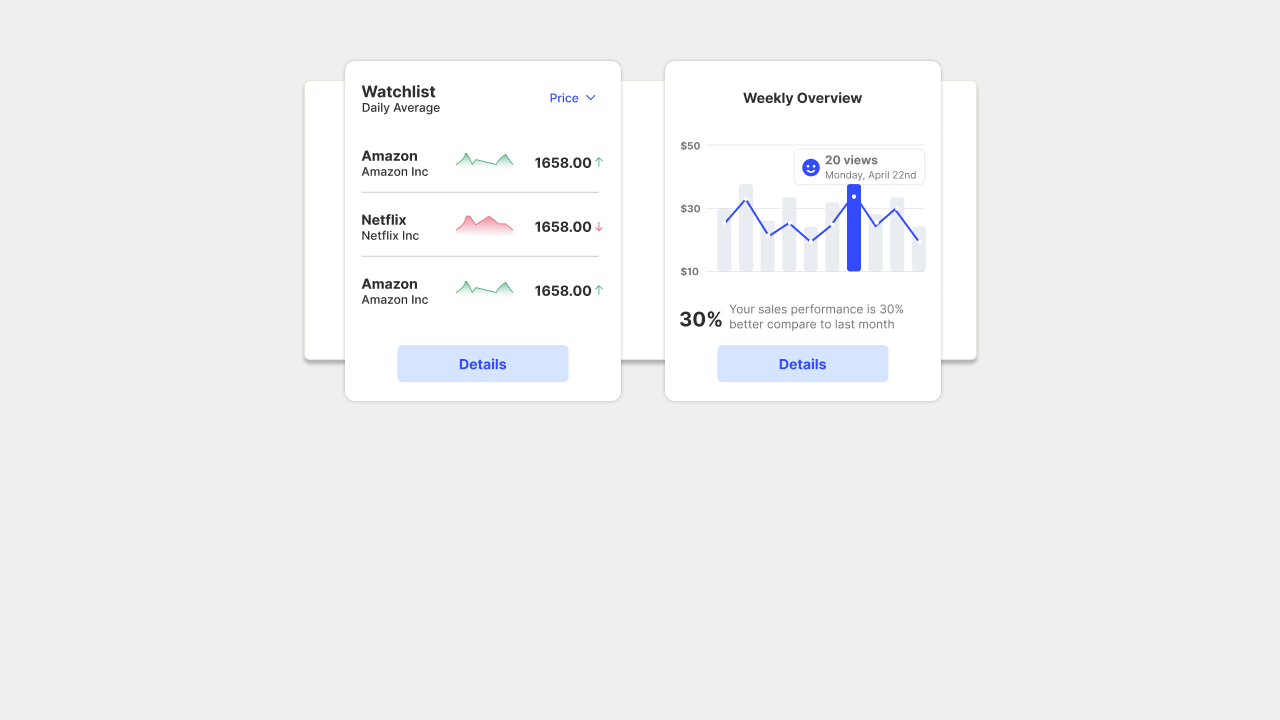 Watchlist
Daily Average
Price
Amazon
Amazon Inc
1658.00
Netflix
Netflix Inc
1658.00
Amazon
Amazon Inc
1658.00
Details
Weekly Overview
$50
20 views
Monday, April 22nd
$30
$10
30%
Your sales performance is 30%
better compare to last month
Details